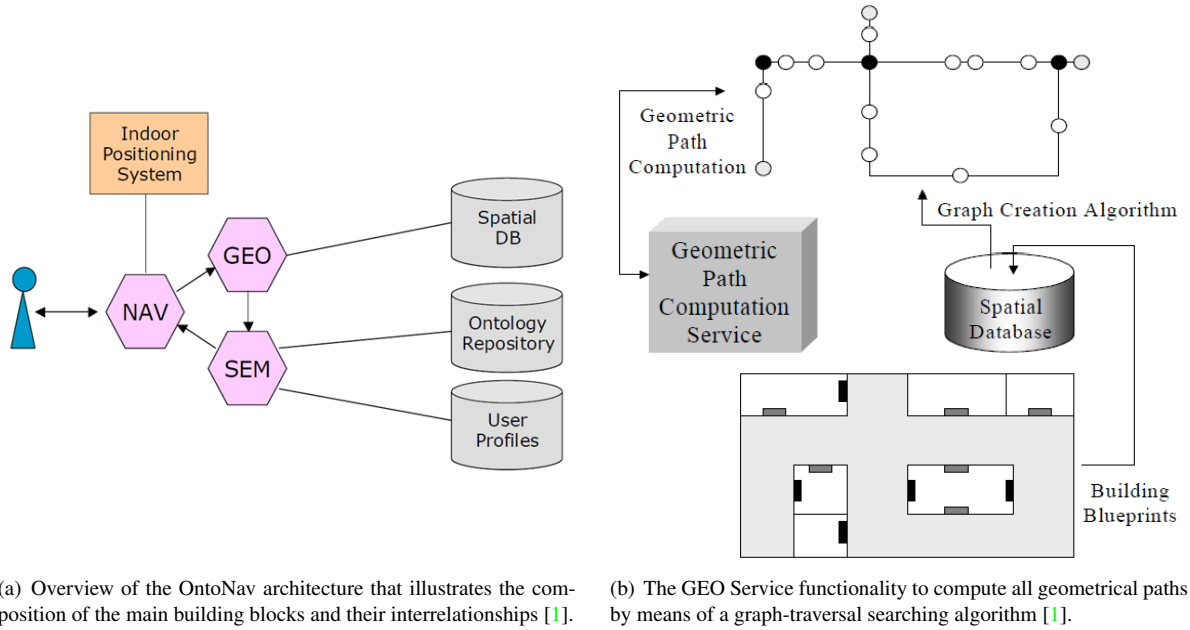 Indoor
Positioning
System
GEO
NAV
SEM
Spatial
DB
Ontology
Repository
User
Profiles
(a) Overview of the OntoNav architecture that illustrates the com-
position of the main building blocks and their interrelationships [1].
Geometric
Path
Computation
Graph Creation Algorithm
Geometric
Path
Computation
Service
Spatial
Database
Building
Blueprints
(b) The GEO Service functionality to compute all geometrical paths
by means of a graph-traversal searching algorithm [1].